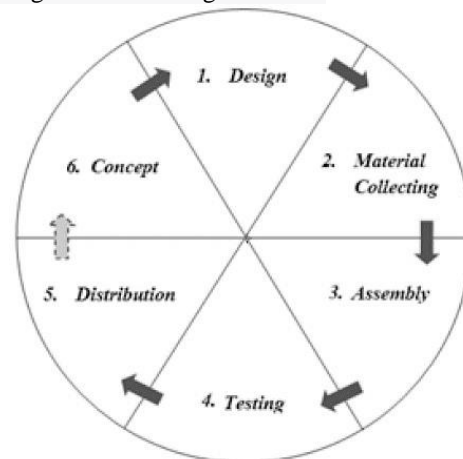 1. Design
2. Material
Collecting
3. Assembly
4. Testing
5. Distribution
6. Concept